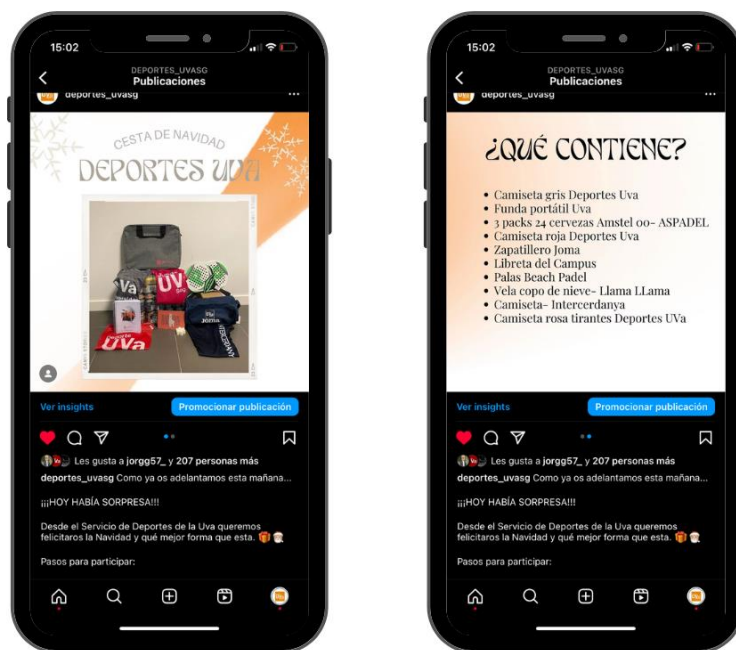 15:02
DEPORTES_UVASG
Publicaciones
deportes_uvasg
CESTA DE NAVIDAD
DEPORTES UVA
UVa
Joma
UVa
Ver insights
Promocionar publicación
Les gusta a jorgg57_ y 207 personas más
deportes_uvasg Como ya os adelantamos esta mañana...
¡¡¡HOY HABÍA SORPRESA!!!
Desde el Servicio de Deportes de la Uva queremos
felicitaros la Navidad y qué mejor forma que esta. 🎁🎅🏻
Pasos para participar:
15:02
DEPORTES_UVASG
Publicaciones
deportes_uvasg
¿QUÉ CONTIENE?
• Camiseta gris Deportes Uva
• Funda portátil Uva
• 3 packs 24 cervezas Amstel 00- ASPADEL
• Camiseta roja Deportes Uva
• Zapatillero Joma
• Libreta del Campus
• Palas Beach Padel
• Vela copo de nieve- Llama LLama
• Camiseta- Intercerdanya
• Camiseta rosa tirantes Deportes UVa
Ver insights
Promocionar publicación
Les gusta a jorgg57_ y 207 personas más
deportes_uvasg Como ya os adelantamos esta mañana...
¡¡¡HOY HABÍA SORPRESA!!!
Desde el Servicio de Deportes de la Uva queremos
felicitaros la Navidad y qué mejor forma que esta. 🎁🎅🏻
Pasos para participar: